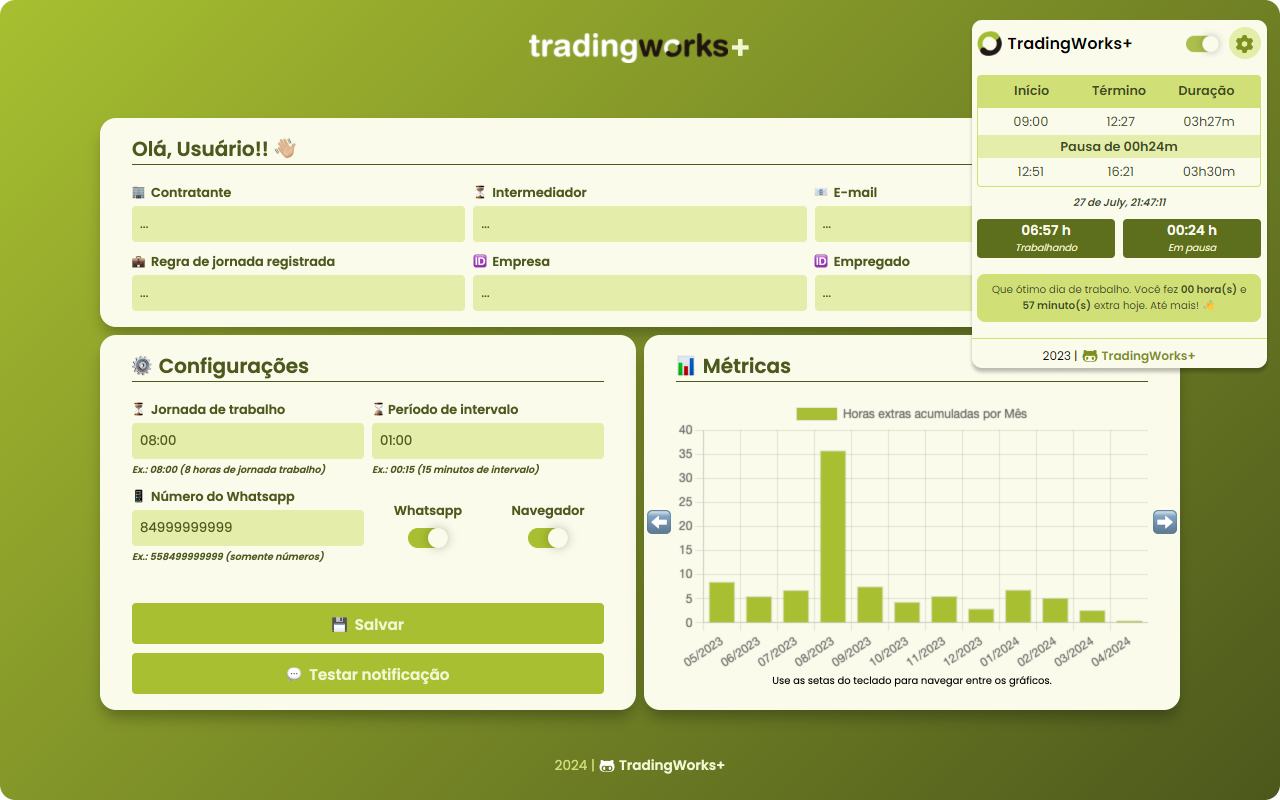 tradingworks+
Olá, Usuário!! 👋🏼
🏢 Contratante
...
⏳ Intermediador
...
📧 E-mail
...
💼 Regra de jornada registrada
...
🆔 Empresa
...
🆔 Empregado
...
TradingWorks+
Início Término Duração
09:00 12:27 03h27m
Pausa de 00h24m
12:51 16:21 03h30m
27 de July, 21:47:11
06:57 h
Trabalhando
00:24 h
Em pausa
Que ótimo dia de trabalho. Você fez 00 hora(s) e
57 minuto(s) extra hoje. Até mais! 👋
2023 | TradingWorks+
⚙️ Configurações
⏳ Jornada de trabalho
08:00
Ex.: 08:00 (8 horas de jornada trabalho)
⌛ Período de intervalo
01:00
Ex.: 00:15 (15 minutos de intervalo)
📱 Número do Whatsapp
84999999999
Ex.: 558499999999 (somente números)
Whatsapp
Navegador
💾 Salvar
💬 Testar notificação
📊 Métricas
Horas extras acumuladas por Mês
40
35
30
25
20
15
10
5
0
05/2023 06/2023 07/2023 08/2023 09/2023 10/2023 11/2023 12/2023 01/2024 02/2024 03/2024 04/2024
Use as setas do teclado para navegar entre os gráficos.
2024 | TradingWorks+